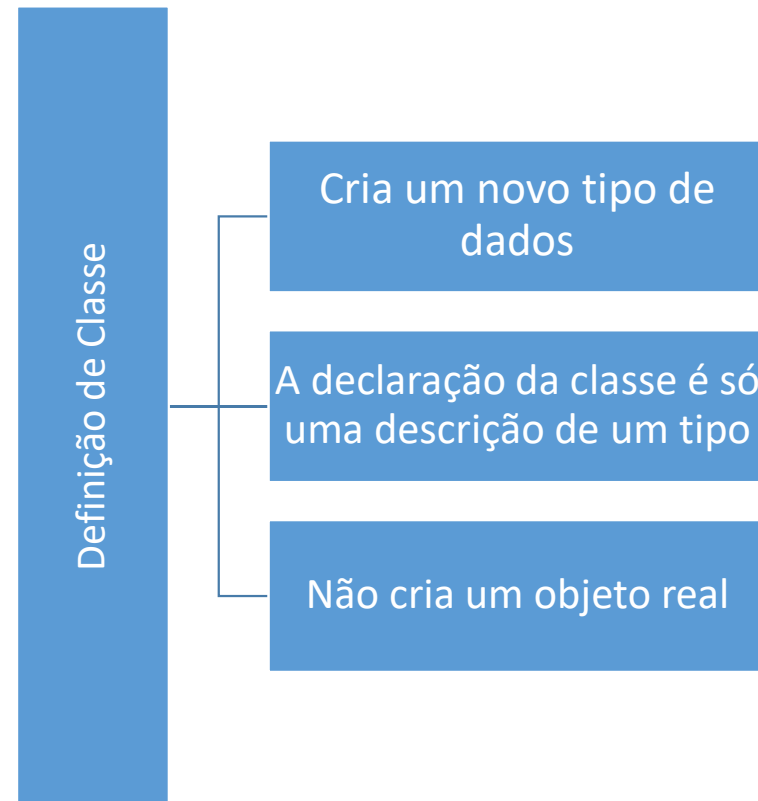 Definição de Classe
Cria um novo tipo de
dados
A declaração da classe é só
uma descrição de um tipo
Não cria um objeto real